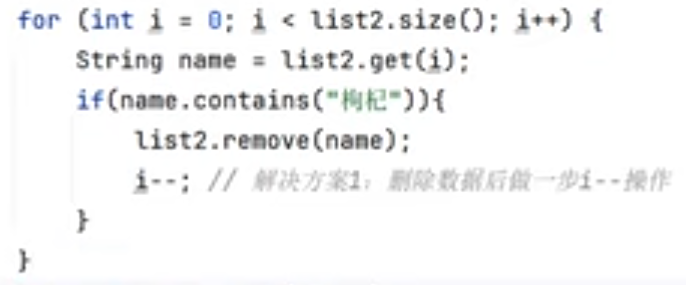 for (int i = 0; i < list2.size(); i++) {
    String name = list2.get(i);
    if(name.contains("枸杞")){
        list2.remove(name);
        i--; // 解决方案1：删除数据后做一步i--操作
    }
}